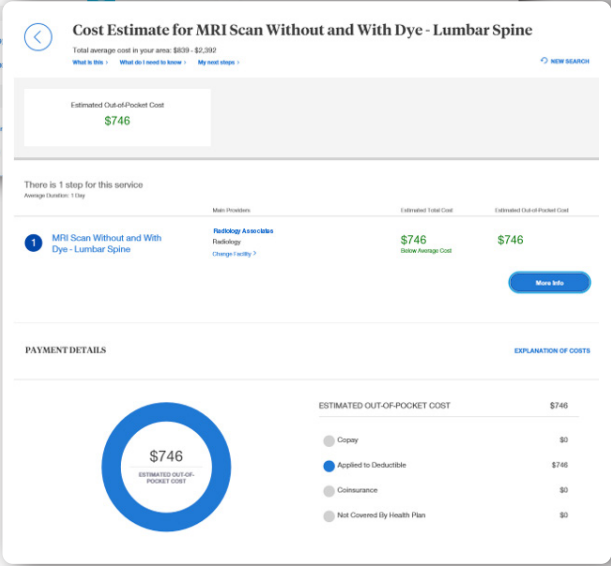 Cost Estimate for MRI Scan Without and With Dye - Lumbar Spine
Total average cost in your area: $839 - $2,392
What is this › What do I need to know › My next steps ›
NEW SEARCH
Estimated Out-of-Pocket Cost
$746
There is 1 step for this service
Average Duration: 1 Day
Main Providers Estimated Total Cost Estimated Out-of-Pocket Cost
1
MRI Scan Without and With
Dye - Lumbar Spine
Radiology Associates
Radiology
Change Facility ?
$746
Below Average Cost
$746
More Info
PAYMENT DETAILS
EXPLANATION OF COSTS
$746
ESTIMATED OUT-OF-
POCKET COST
ESTIMATED OUT-OF-POCKET COST $746
Copay $0
Applied to Deductible $746
Coinsurance $0
Not Covered By Health Plan $0